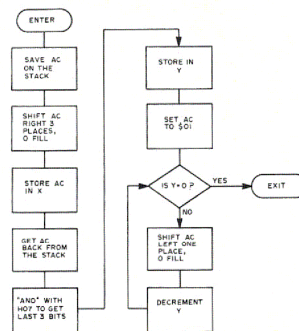 ENTER
SAVE AC
ON THE
STACK
SHIFT AC
RIGHT 3
PLACES,
0 FILL
STORE AC
IN X
GET AC
BACK FROM
THE STACK
"AND" WITH
H07 TO GET
LAST 3 BITS
STORE IN
Y
SET AC
TO $01
IS Y=0 ?
YES
EXIT
NO
SHIFT AC
LEFT ONE
PLACE,
0 FILL
DECREMENT
Y